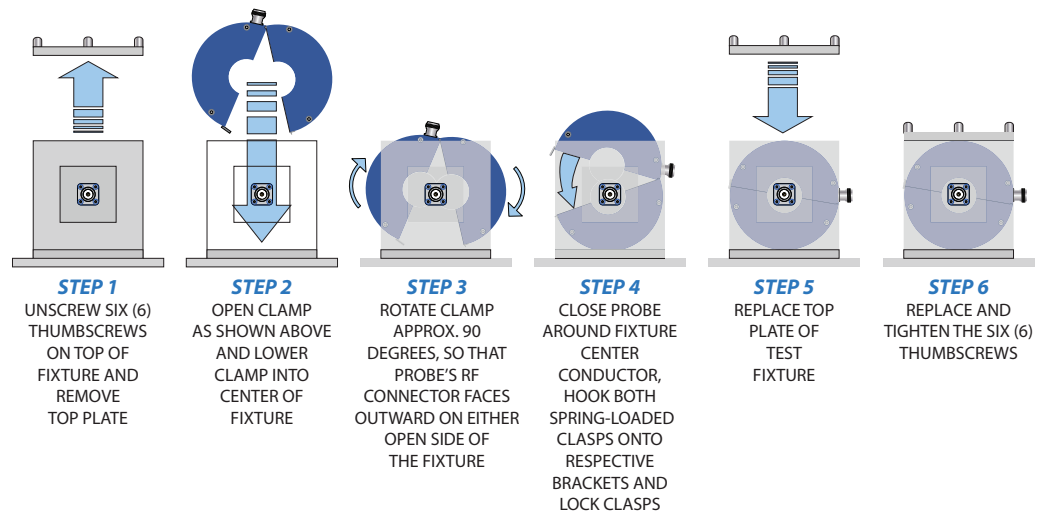 STEP 1
UNSCREW SIX (6)
THUMBSCREWS
ON TOP OF
FIXTURE AND
REMOVE
TOP PLATE
STEP 2
OPEN CLAMP
AS SHOWN ABOVE
AND LOWER
CLAMP INTO
CENTER OF
FIXTURE
STEP 3
ROTATE CLAMP
APPROX. 90
DEGREES, SO THAT
PROBE'S RF
CONNECTOR FACES
OUTWARD ON EITHER
OPEN SIDE OF
THE FIXTURE
STEP 4
CLOSE PROBE
AROUND FIXTURE
CENTER
CONDUCTOR,
HOOK BOTH
SPRING-LOADED
CLASPS ONTO
RESPECTIVE
BRACKETS AND
LOCK CLASPS
STEP 5
REPLACE TOP
PLATE OF
TEST
FIXTURE
STEP 6
REPLACE AND
TIGHTEN THE SIX (6)
THUMBSCREWS